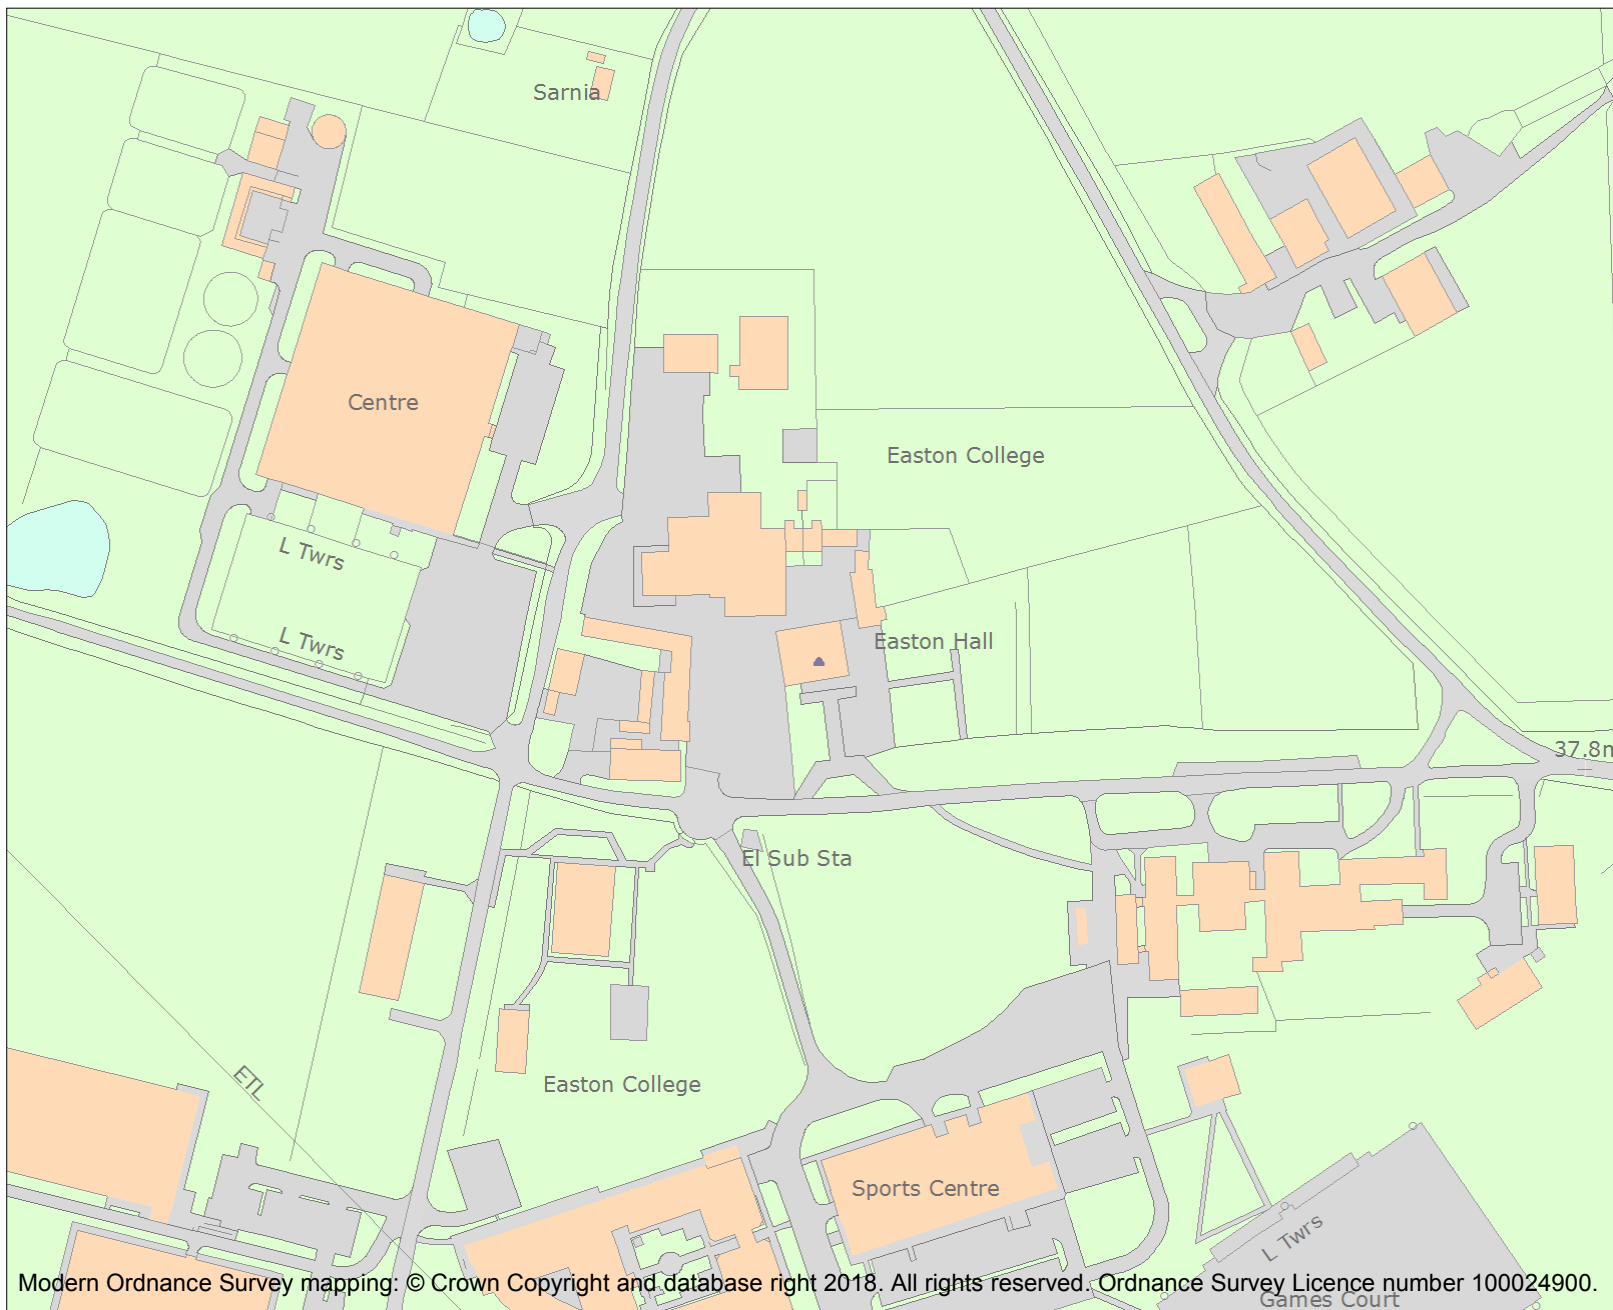 Sarnia
Centre
Easton College
L Twrs
L Twrs
Easton Hall
37.8m
El Sub Sta
ETL
Easton College
Sports Centre
L Twrs
Modern Ordnance Survey mapping: © Crown Copyright and database right 2018. All rights reserved. Ordnance Survey Licence number 100024900.
Games Court